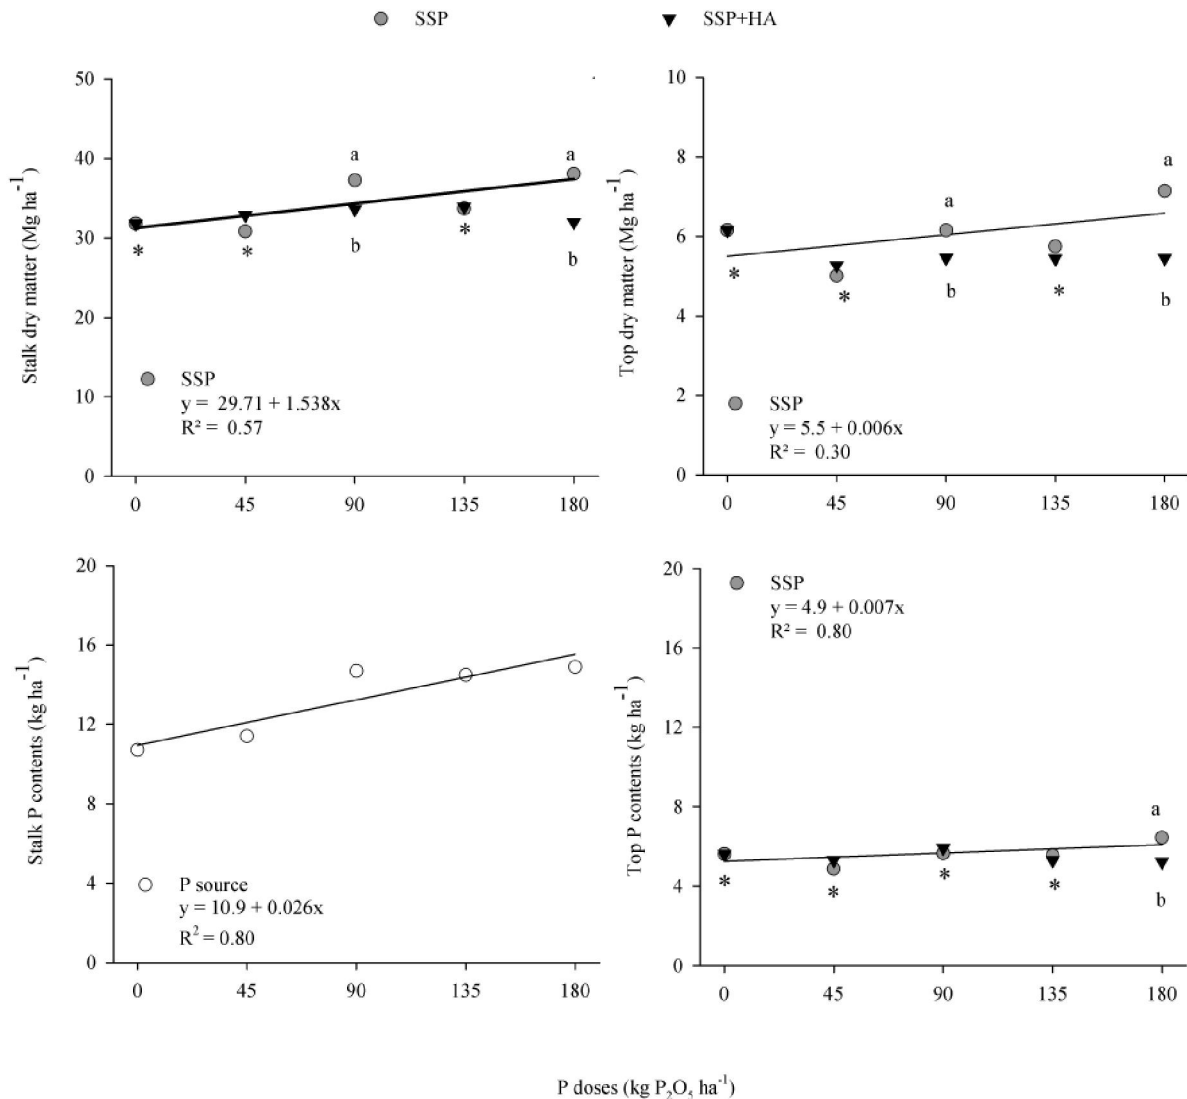 SSP SSP+HA
Stalk dry matter (Mg ha⁻¹)
50
40
30
20
10
0
a a
* * b * b
SSP
y = 29.71 + 1.538x
R² = 0.57
0 45 90 135 180
Top dry matter (Mg ha⁻¹)
10
8
6
4
2
0
a a
* * b * b
SSP
y = 5.5 + 0.006x
R² = 0.30
0 45 90 135 180
Stalk P contents (kg ha⁻¹)
20
16
12
8
4
0
P source
y = 10.9 + 0.026x
R² = 0.80
0 45 90 135 180
Top P contents (kg ha⁻¹)
20
16
12
8
4
0
SSP
y = 4.9 + 0.007x
R² = 0.80
a
* * * * b
0 45 90 135 180
P doses (kg P₂O₅ ha⁻¹)